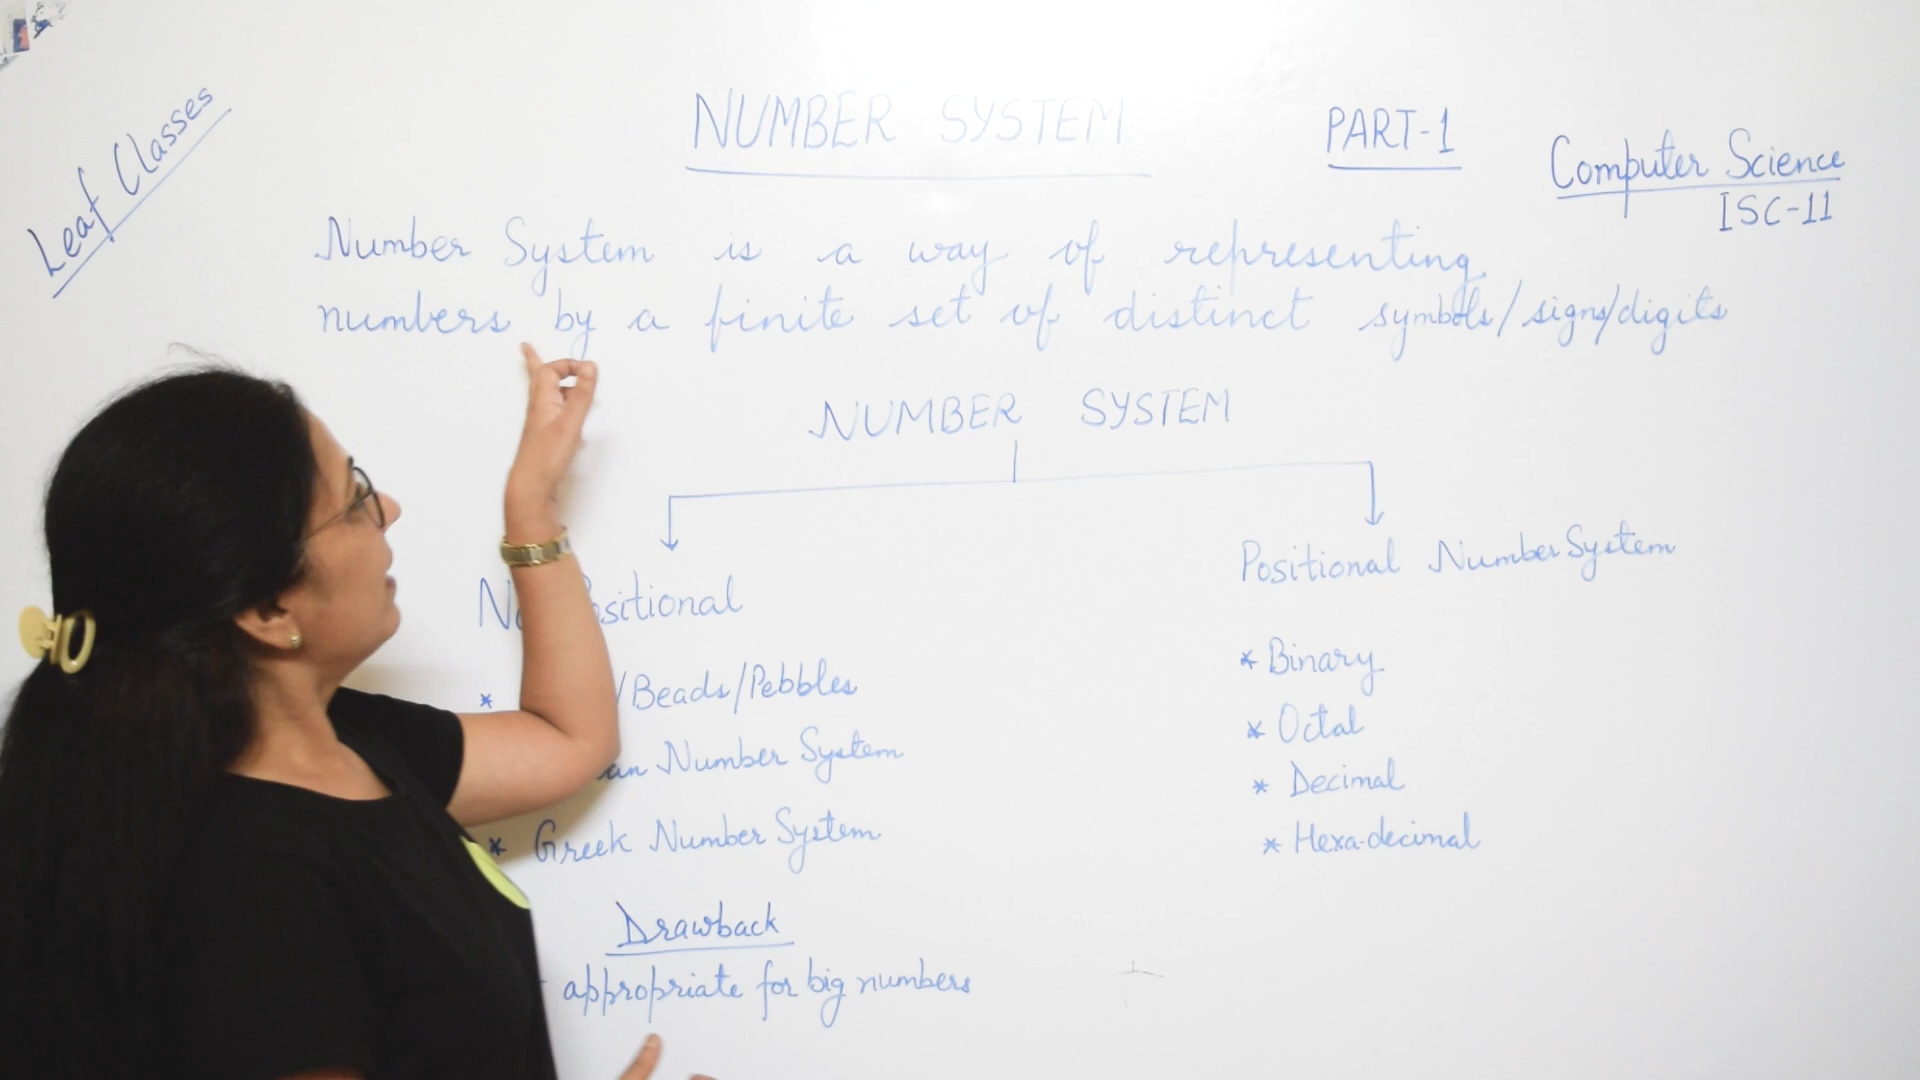 Leaf Classes
NUMBER SYSTEM
PART-1
Computer Science
ISC-11
Number System is a way of representing
numbers by a finite set of distinct symbols/signs/digits
NUMBER SYSTEM
Positional Number System
* Binary
* Octal
* Decimal
* Hexa-decimal
* /Beads/Pebbles
Number System
* Greek Number System
Drawback
appropriate for big numbers